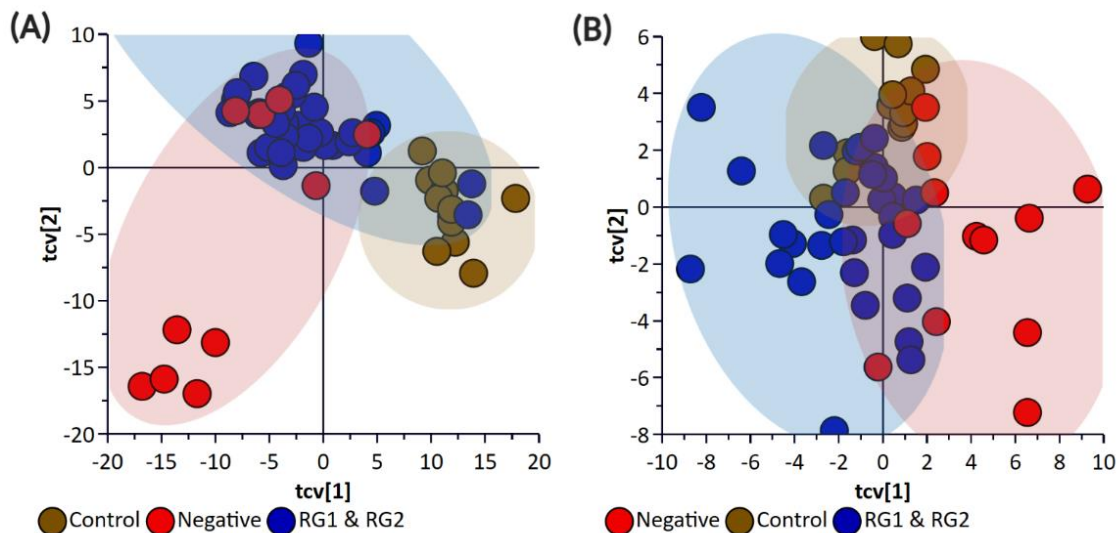 (A)
10
5
0
-5
-10
-15
-20
tcv[2]
-20 -15 -10 -5 0 5 10 15 20
tcv[1]
Control Negative RG1 & RG2
(B)
6
4
2
0
-2
-4
-6
-8
tcv[2]
-10 -8 -6 -4 -2 0 2 4 6 8 10
tcv[1]
Negative Control RG1 & RG2